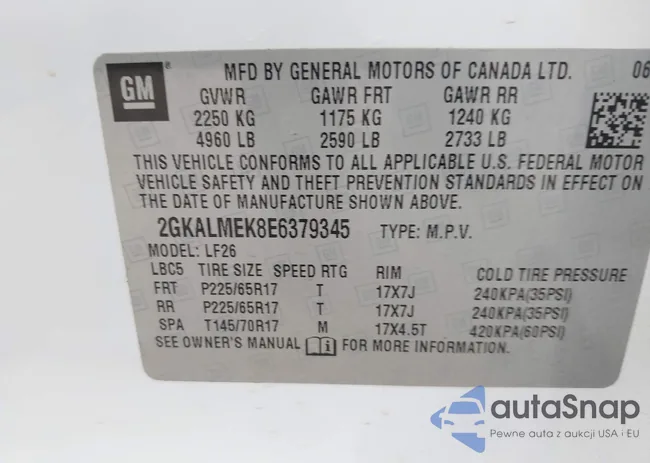 GM
®
MFD BY GENERAL MOTORS OF CANADA LTD. 06
GVWR GAWR FRT GAWR RR
2250 KG 1175 KG 1240 KG
4960 LB 2590 LB 2733 LB
THIS VEHICLE CONFORMS TO ALL APPLICABLE U.S. FEDERAL MOTOR
VEHICLE SAFETY AND THEFT PREVENTION STANDARDS IN EFFECT ON
THE DATE OF MANUFACTURE SHOWN ABOVE.
2GKALMEK8E6379345 TYPE: M.P.V.
MODEL: LF26
LBC5 TIRE SIZE SPEED RTG RIM COLD TIRE PRESSURE
FRT P225/65R17 T 17X7J 240KPA(35PSI)
RR P225/65R17 T 17X7J 240KPA(35PSI)
SPA T145/70R17 M 17X4.5T 420KPA(60PSI)
SEE OWNER'S MANUAL i FOR MORE INFORMATION.
autaSnap
Pewne auta z aukcji USA i EU